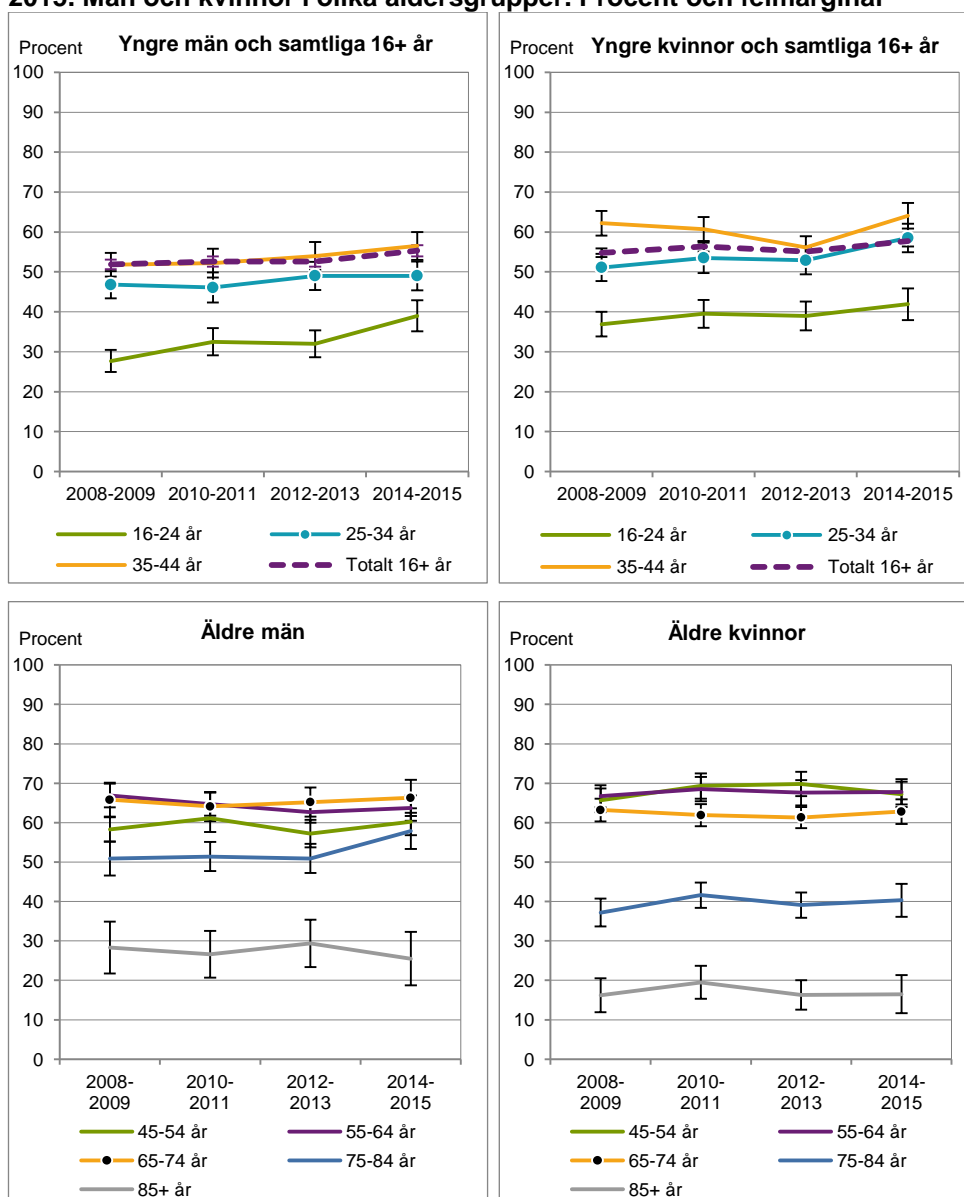 2015. Män och kvinnor i olika åldersgrupper. Procent och felmarginal
Procent Yngre män och samtliga 16+ år
100
90
80
70
60
50
40
30
20
10
0
2008-2009 2010-2011 2012-2013 2014-2015
16-24 år 25-34 år
35-44 år Totalt 16+ år
Procent Yngre kvinnor och samtliga 16+ år
100
90
80
70
60
50
40
30
20
10
0
2008-2009 2010-2011 2012-2013 2014-2015
16-24 år 25-34 år
35-44 år Totalt 16+ år
Procent Äldre män
100
90
80
70
60
50
40
30
20
10
0
2008- 2010- 2012- 2014-
2009 2011 2013 2015
45-54 år 55-64 år
65-74 år 75-84 år
85+ år
Procent Äldre kvinnor
100
90
80
70
60
50
40
30
20
10
0
2008- 2010- 2012- 2014-
2009 2011 2013 2015
45-54 år 55-64 år
65-74 år 75-84 år
85+ år